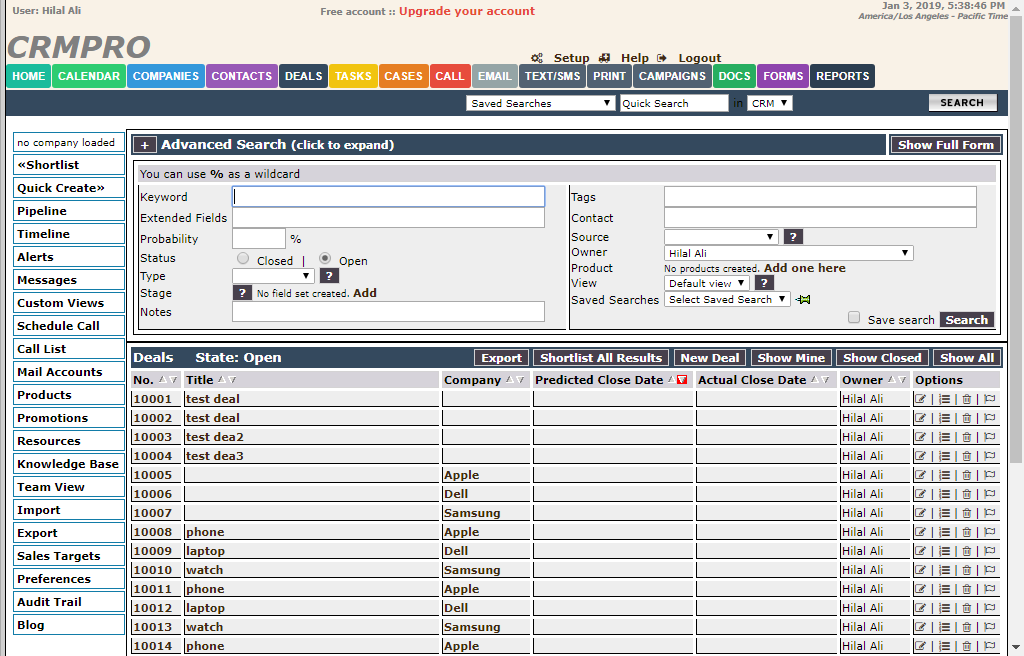 User: Hilal Ali
Free account :: Upgrade your account
Jan 3, 2019, 5:38:46 PM
America/Los Angeles - Pacific Time
CRMPRO
Setup Help Logout
HOME CALENDAR COMPANIES CONTACTS DEALS TASKS CASES CALL EMAIL TEXT/SMS PRINT CAMPAIGNS DOCS FORMS REPORTS
Saved Searches Quick Search in CRM SEARCH
no company loaded
«Shortlist
Quick Create»
Pipeline
Timeline
Alerts
Messages
Custom Views
Schedule Call
Call List
Mail Accounts
Products
Promotions
Resources
Knowledge Base
Team View
Import
Export
Sales Targets
Preferences
Audit Trail
Blog
+ Advanced Search (click to expand) Show Full Form
You can use % as a wildcard
Keyword
Extended Fields
Probability %
Status Closed | Open
Type ?
Stage ? No field set created. Add
Notes
Tags
Contact
Source ?
Owner Hilal Ali
Product No products created. Add one here
View Default view ?
Saved Searches Select Saved Search
Save search Search
Deals State: Open Export Shortlist All Results New Deal Show Mine Show Closed Show All
No. Title Company Predicted Close Date Actual Close Date Owner Options
10001 test deal Hilal Ali | | |
10002 test deal Hilal Ali | | |
10003 test dea2 Hilal Ali | | |
10004 test dea3 Hilal Ali | | |
10005 Apple Hilal Ali | | |
10006 Dell Hilal Ali | | |
10007 Samsung Hilal Ali | | |
10008 phone Apple Hilal Ali | | |
10009 laptop Dell Hilal Ali | | |
10010 watch Samsung Hilal Ali | | |
10011 phone Apple Hilal Ali | | |
10012 laptop Dell Hilal Ali | | |
10013 watch Samsung Hilal Ali | | |
10014 phone Apple Hilal Ali | | |